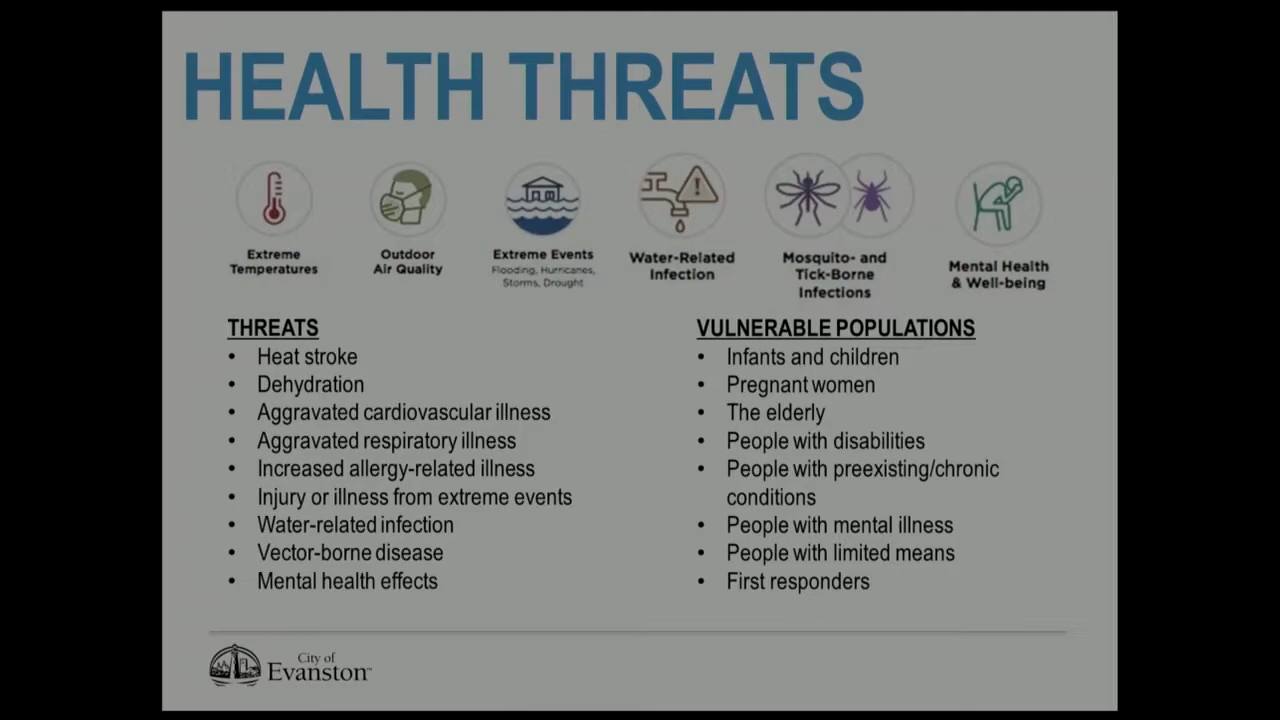 HEALTH THREATS
Extreme
Temperatures
Outdoor
Air Quality
Extreme Events
Flooding, Hurricanes,
Storms, Drought
Water-Related
Infection
Mosquito- and
Tick-Borne
Infections
Mental Health
& Well-being
THREATS
• Heat stroke
• Dehydration
• Aggravated cardiovascular illness
• Aggravated respiratory illness
• Increased allergy-related illness
• Injury or illness from extreme events
• Water-related infection
• Vector-borne disease
• Mental health effects
VULNERABLE POPULATIONS
• Infants and children
• Pregnant women
• The elderly
• People with disabilities
• People with preexisting/chronic
conditions
• People with mental illness
• People with limited means
• First responders
City of
Evanston™